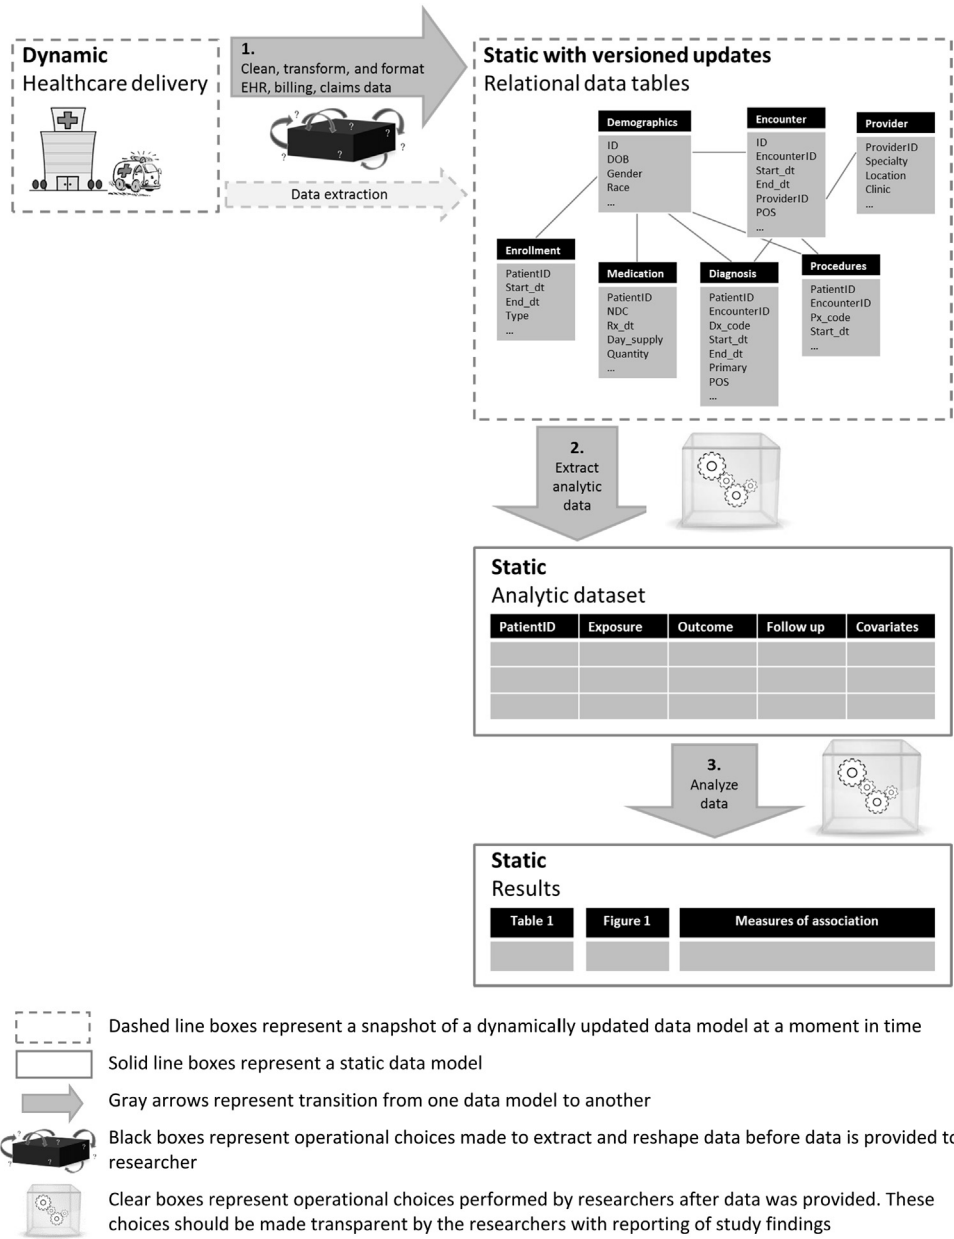 Dynamic
Healthcare delivery
1.
Clean, transform, and format
EHR, billing, claims data
? ? ? ? ? ?
Data extraction
Static with versioned updates
Relational data tables
Demographics
ID
DOB
Gender
Race
...
Encounter
ID
EncounterID
Start_dt
End_dt
ProviderID
POS
...
Provider
ProviderID
Specialty
Location
Clinic
...
Enrollment
PatientID
Start_dt
End_dt
Type
...
Medication
PatientID
NDC
Rx_dt
Day_supply
Quantity
...
Diagnosis
PatientID
EncounterID
Dx_code
Start_dt
End_dt
Primary
POS
...
Procedures
PatientID
EncounterID
Px_code
Start_dt
...
2.
Extract
analytic
data
Static
Analytic dataset
PatientID Exposure Outcome Follow up Covariates
3.
Analyze
data
Static
Results
Table 1 Figure 1 Measures of association
Dashed line boxes represent a snapshot of a dynamically updated data model at a moment in time
Solid line boxes represent a static data model
Gray arrows represent transition from one data model to another
Black boxes represent operational choices made to extract and reshape data before data is provided to
researcher
Clear boxes represent operational choices performed by researchers after data was provided. These
choices should be made transparent by the researchers with reporting of study findings